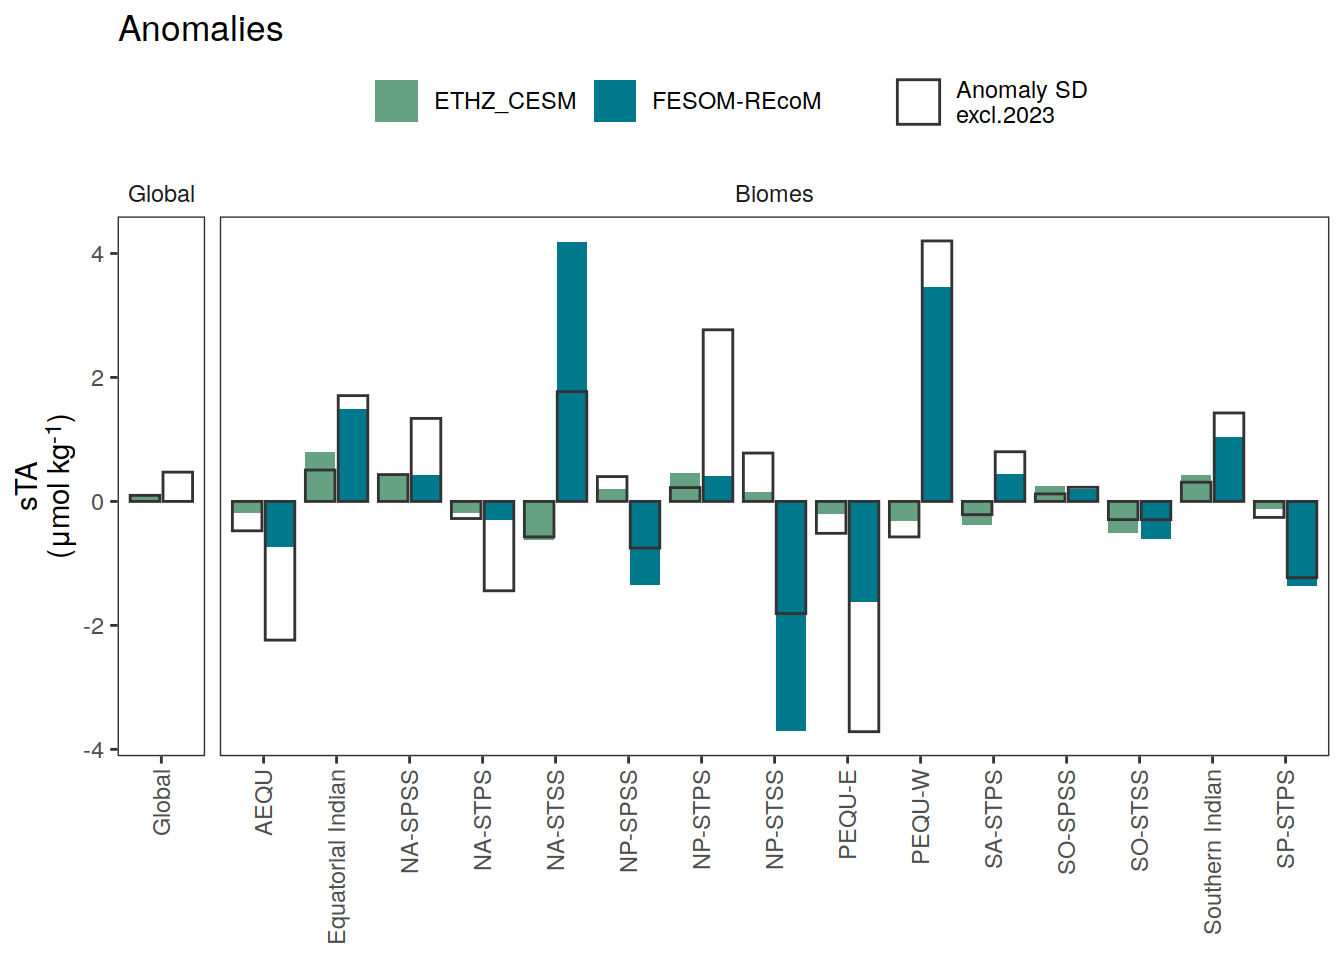 Anomalies
ETHZ_CESM
FESOM-REcoM
Anomaly SD
excl.2023
Global
Biomes
sTA
(μmol kg⁻¹)
4
2
0
-2
-4
Global
AEQU
Equatorial Indian
NA-SPSS
NA-STPS
NA-STSS
NP-SPSS
NP-STPS
NP-STSS
PEQU-E
PEQU-W
SA-STPS
SO-SPSS
SO-STSS
Southern Indian
SP-STPS